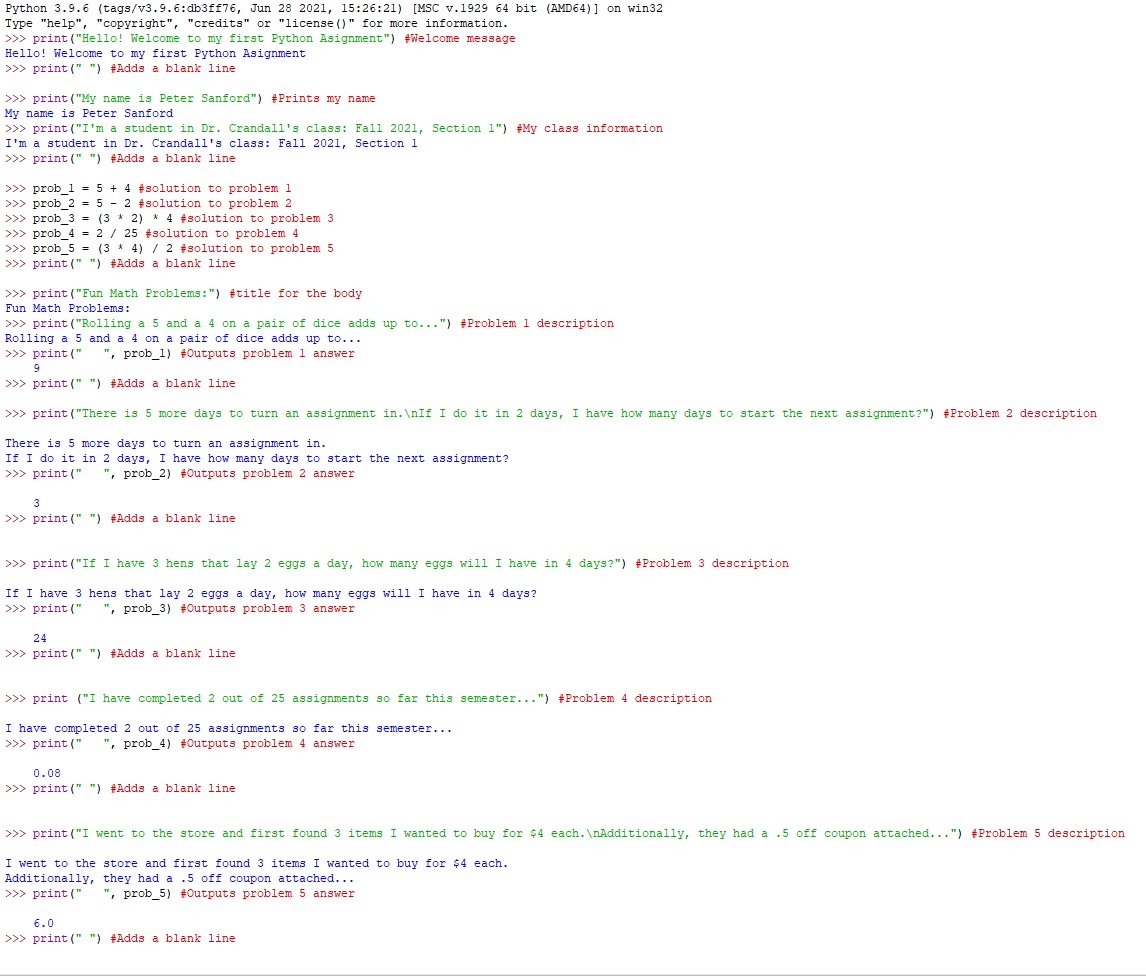 Python 3.9.6 (tags/v3.9.6:db3ff76, Jun 28 2021, 15:26:21) [MSC v.1929 64 bit (AMD64)] on win32
Type "help", "copyright", "credits" or "license()" for more information.
>>> print("Hello! Welcome to my first Python Asignment") #Welcome message
Hello! Welcome to my first Python Asignment
>>> print(" ") #Adds a blank line

>>> print("My name is Peter Sanford") #Prints my name
My name is Peter Sanford
>>> print("I'm a student in Dr. Crandall's class: Fall 2021, Section 1") #My class information
I'm a student in Dr. Crandall's class: Fall 2021, Section 1
>>> print(" ") #Adds a blank line

>>> prob_1 = 5 + 4 #solution to problem 1
>>> prob_2 = 5 - 2 #solution to problem 2
>>> prob_3 = (3 * 2) * 4 #solution to problem 3
>>> prob_4 = 2 / 25 #solution to problem 4
>>> prob_5 = (3 * 4) / 2 #solution to problem 5
>>> print(" ") #Adds a blank line

>>> print("Fun Math Problems:") #title for the body
Fun Math Problems:
>>> print("Rolling a 5 and a 4 on a pair of dice adds up to...") #Problem 1 description
Rolling a 5 and a 4 on a pair of dice adds up to...
>>> print("   ", prob_1) #Outputs problem 1 answer
    9
>>> print(" ") #Adds a blank line

>>> print("There is 5 more days to turn an assignment in.\nIf I do it in 2 days, I have how many days to start the next assignment?") #Problem 2 description

There is 5 more days to turn an assignment in.
If I do it in 2 days, I have how many days to start the next assignment?
>>> print("   ", prob_2) #Outputs problem 2 answer

    3
>>> print(" ") #Adds a blank line

>>> print("If I have 3 hens that lay 2 eggs a day, how many eggs will I have in 4 days?") #Problem 3 description

If I have 3 hens that lay 2 eggs a day, how many eggs will I have in 4 days?
>>> print("   ", prob_3) #Outputs problem 3 answer

    24
>>> print(" ") #Adds a blank line

>>> print ("I have completed 2 out of 25 assignments so far this semester...") #Problem 4 description

I have completed 2 out of 25 assignments so far this semester...
>>> print("   ", prob_4) #Outputs problem 4 answer

    0.08
>>> print(" ") #Adds a blank line

>>> print("I went to the store and first found 3 items I wanted to buy for $4 each.\nAdditionally, they had a .5 off coupon attached...") #Problem 5 description

I went to the store and first found 3 items I wanted to buy for $4 each.
Additionally, they had a .5 off coupon attached...
>>> print("   ", prob_5) #Outputs problem 5 answer

    6.0
>>> print(" ") #Adds a blank line